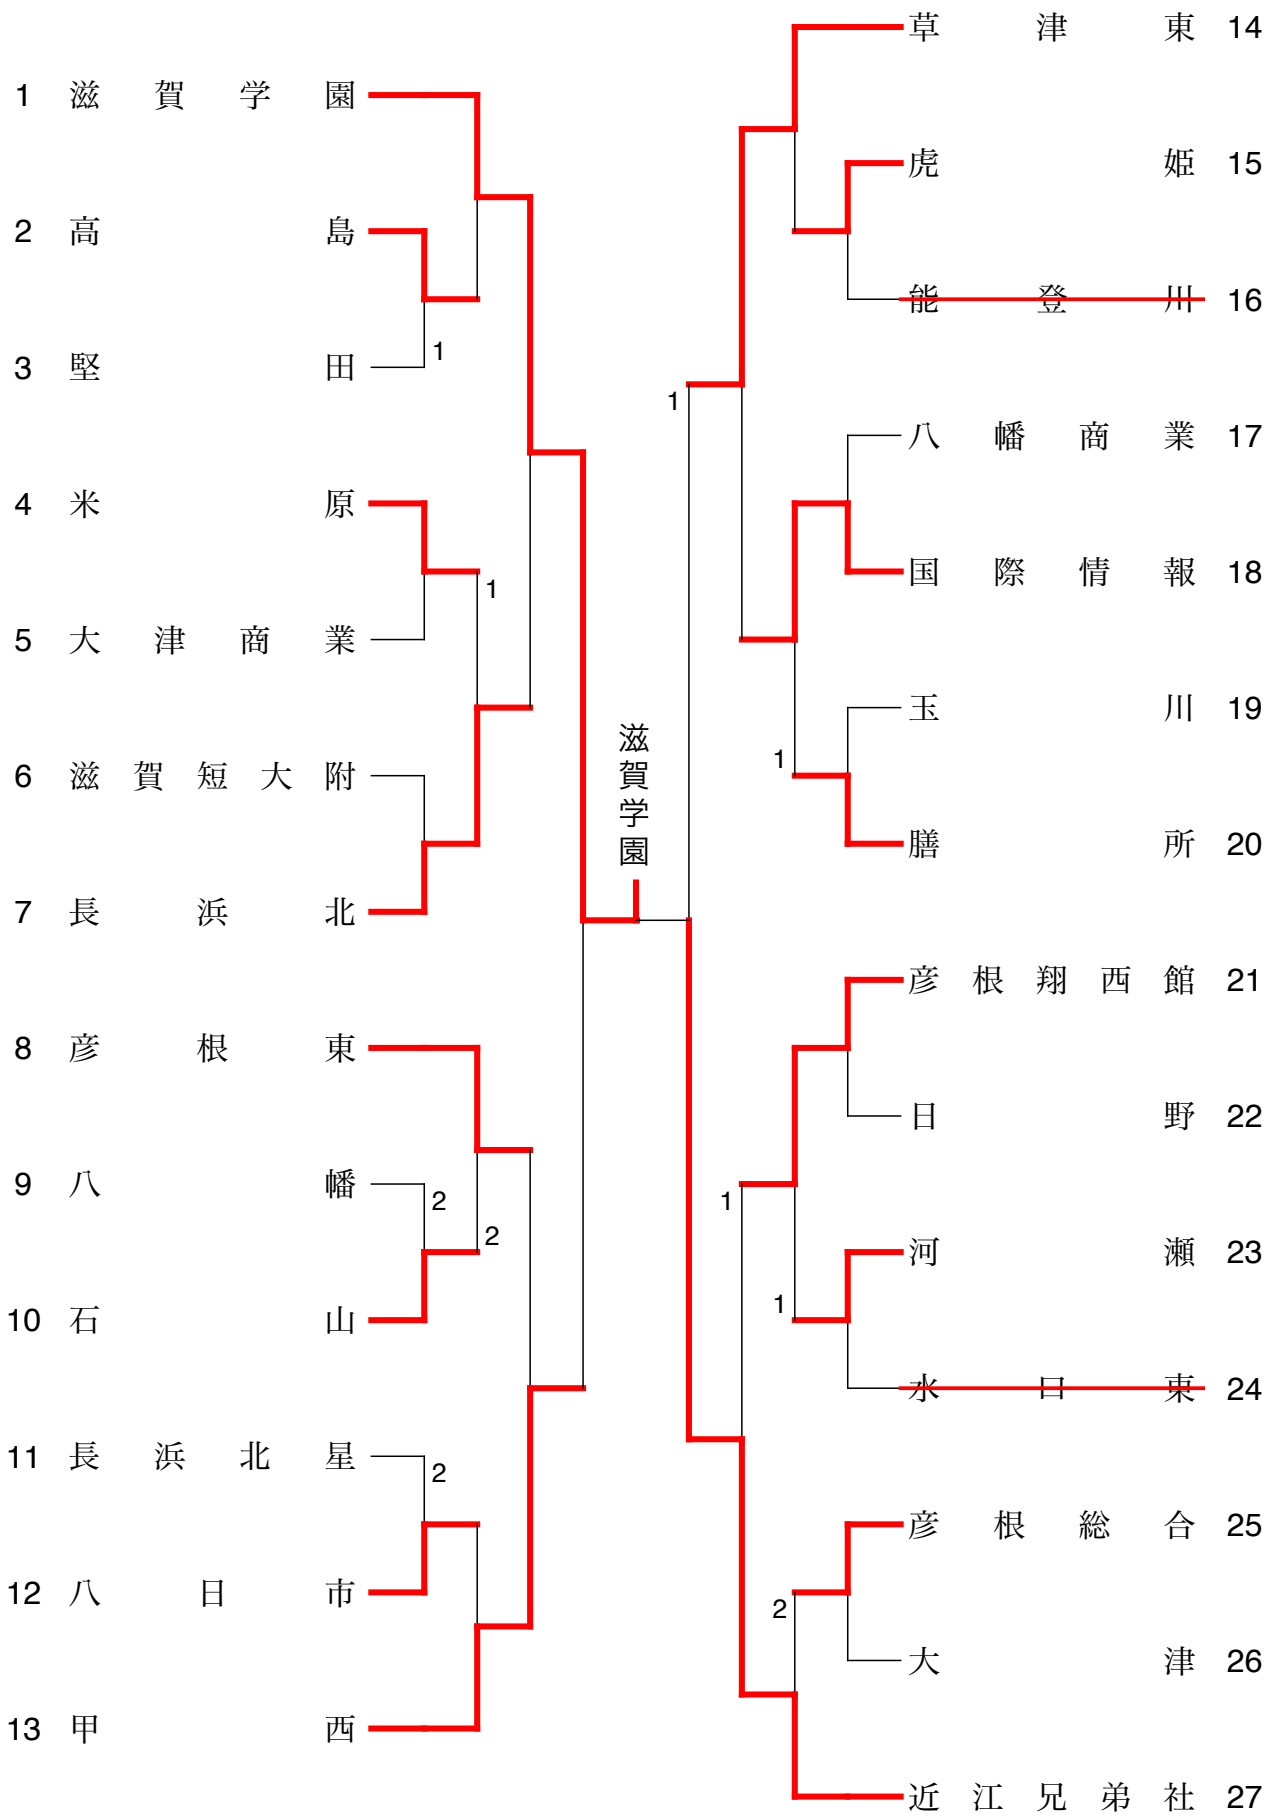 1 滋賀学園
2 高島
3 堅田
1
4 米原
1
5 大津商業
6 滋賀短大附
7 長浜北
8 彦根東
9 八幡
2
2
10 石山
11 長浜北星
2
12 八日市
13 甲西
滋賀学園
草津東 14
虎姫 15
能登川 16
1
八幡商業 17
国際情報 18
玉川 19
1
膳所 20
彦根翔西館 21
日野 22
1
河瀬 23
1
水口東 24
彦根総合 25
2
大津 26
近江兄弟社 27